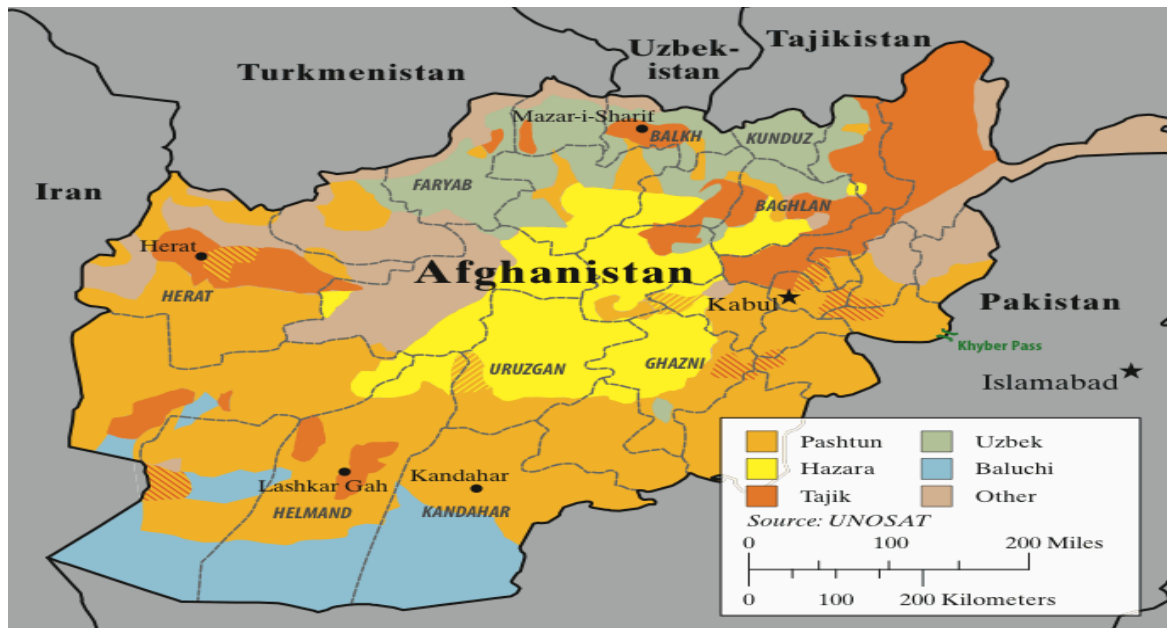 Tajikistan
Uzbek-
istan
Turkmenistan
Mazar-i-Sharif
BALKH
KUNDUZ
Iran
FARYAB
BAGHLAN
Herat
Afghanistan
HERAT
Kabul
Pakistan
Khyber Pass
URUZGAN
GHAZNI
Islamabad
Lashkar Gah
Kandahar
HELMAND
KANDAHAR
Pashtun
Uzbek
Hazara
Baluchi
Tajik
Other
Source: UNOSAT
0 100 200 Miles
0 100 200 Kilometers